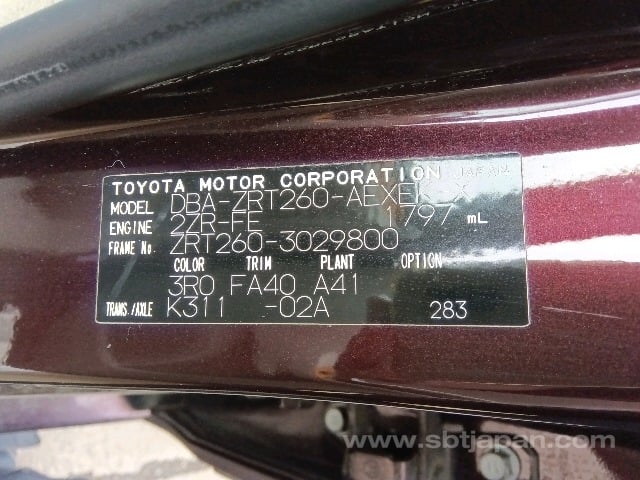 TOYOTA MOTOR CORPORATION JAPAN
MODEL DBA-ZRT260-AEXEK-X
ENGINE 2ZR-FE 1797 mL
FRAME No. ZRT260-3029800
COLOR TRIM PLANT OPTION
3R0 FA40 A41
TRANS./AXLE K311 -02A 283
www.sbtjapan.com